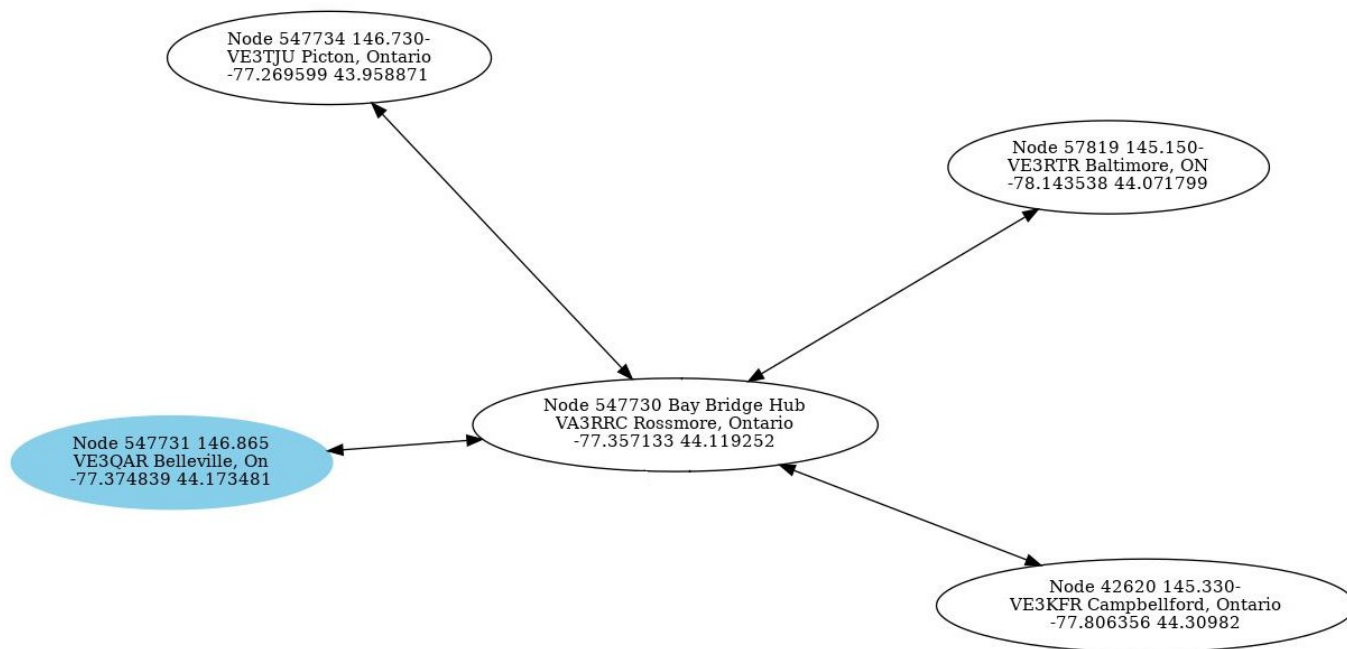 Node 547734 146.730-
VE3TJU Picton, Ontario
-77.269599 43.958871
Node 57819 145.150-
VE3RTR Baltimore, ON
-78.143538 44.071799
Node 547730 Bay Bridge Hub
VA3RRC Rossmore, Ontario
-77.357133 44.119252
Node 547731 146.865
VE3QAR Belleville, On
-77.374839 44.173481
Node 42620 145.330-
VE3KFR Campbellford, Ontario
-77.806356 44.30982